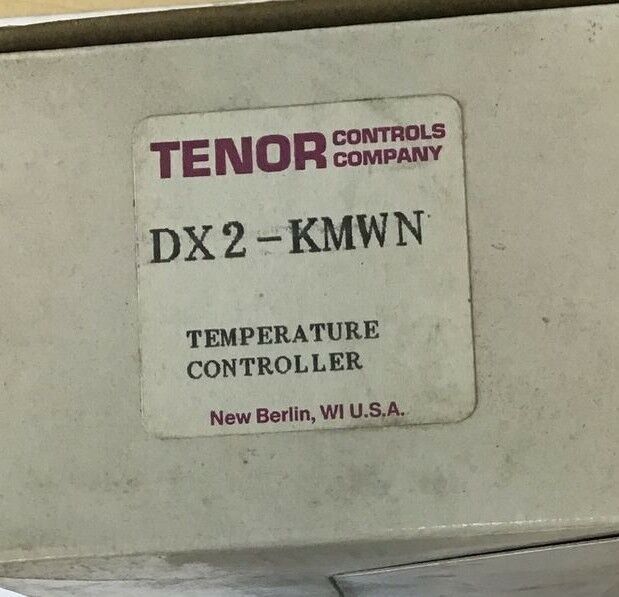 TENOR CONTROLS COMPANY
DX2-KMWN
TEMPERATURE
CONTROLLER
New Berlin, WI U.S.A.